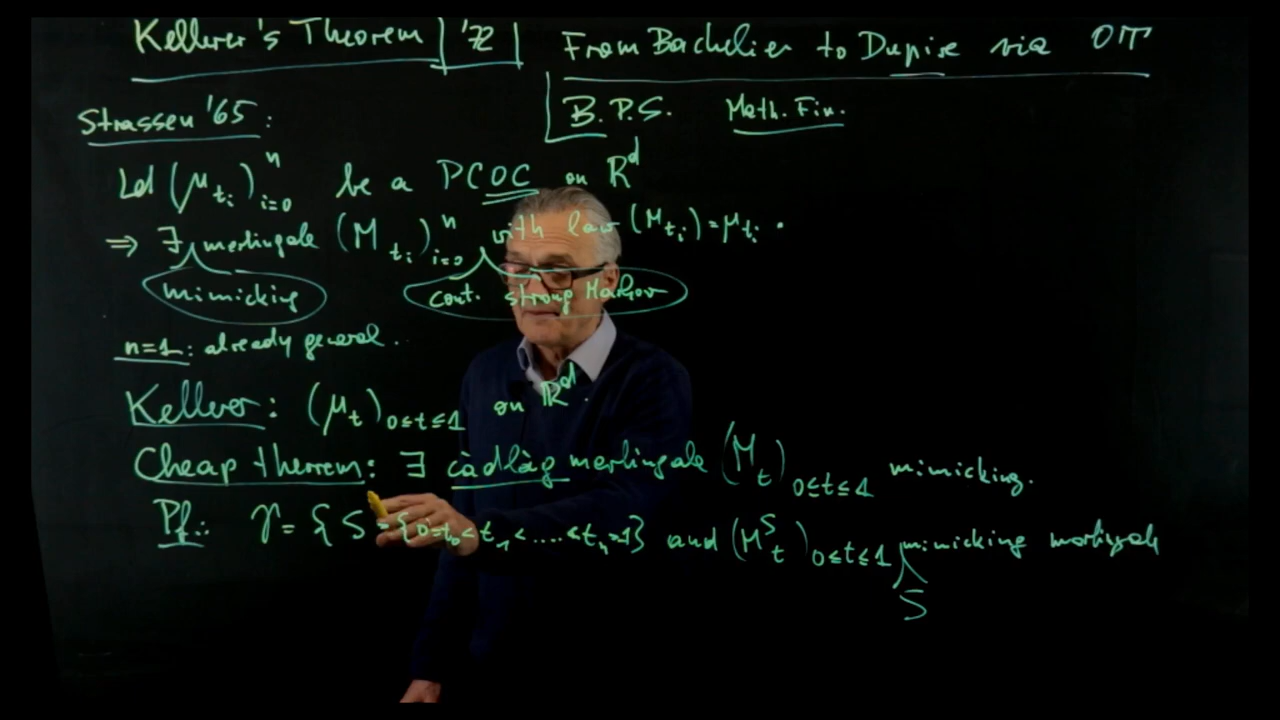 Kellerer's Theorem | '72 |
From Bachelier to Dupire via OT
B.P.S. Math. Fin.
Strassen '65:
Let (μ_{t_i})_{i=0}^n be a PCOC on ℝ^d
⇒ ∃ martingale (M_{t_i})_{i=0}^n with law (M_{t_i}) = μ_{t_i}.
mimicking
cont. strong Markov
n=1: already general..
Kellerer: (μ_t)_{0≤t≤1} on ℝ^d.
Cheap theorem: ∃ càdlàg martingale (M_t)_{0≤t≤1} mimicking.
Pf.: 𝒮 = { S = {0=t_0<t_1<....<t_n=1} and (M^S_t)_{0≤t≤1} mimicking martingale
S